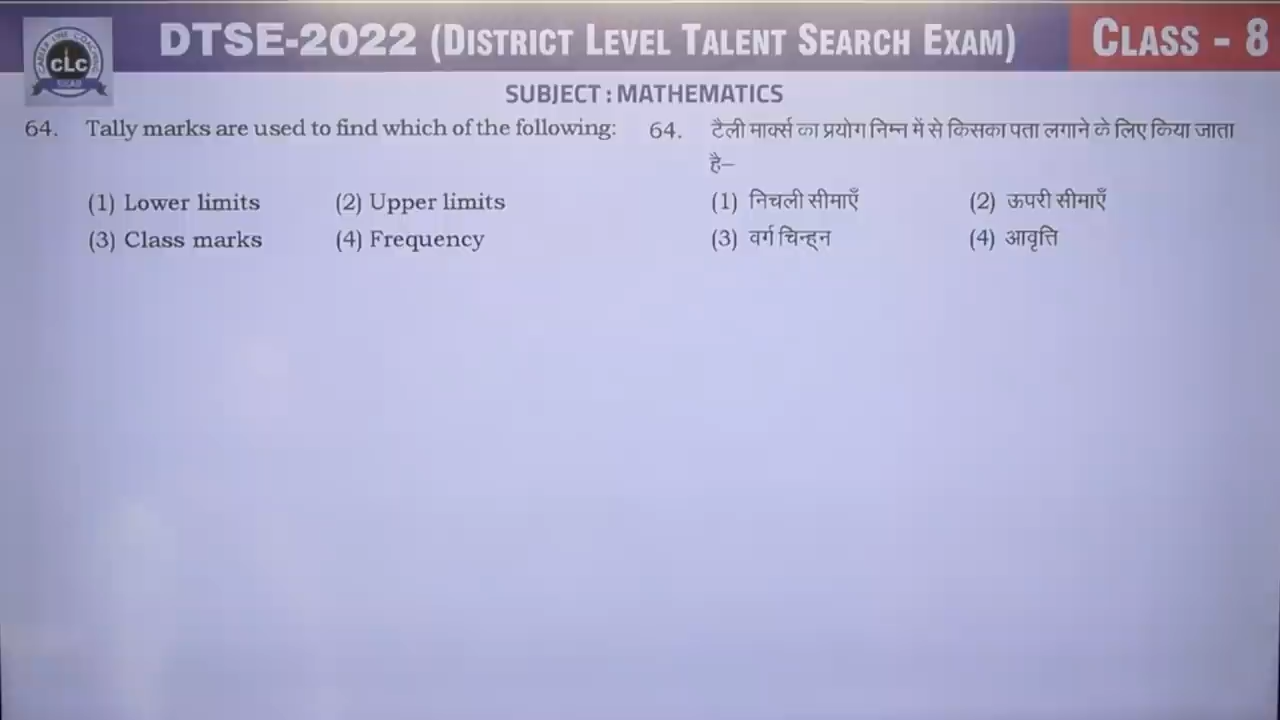 DTSE-2022 (DISTRICT LEVEL TALENT SEARCH EXAM)
CLASS - 8
cLc
SUBJECT : MATHEMATICS
64. Tally marks are used to find which of the following:
(1) Lower limits (2) Upper limits
(3) Class marks (4) Frequency
64. टैली मार्क्स का प्रयोग निम्न में से किसका पता लगाने के लिए किया जाता
है–
(1) निचली सीमाएँ (2) ऊपरी सीमाएँ
(3) वर्ग चिन्ह्न (4) आवृत्ति